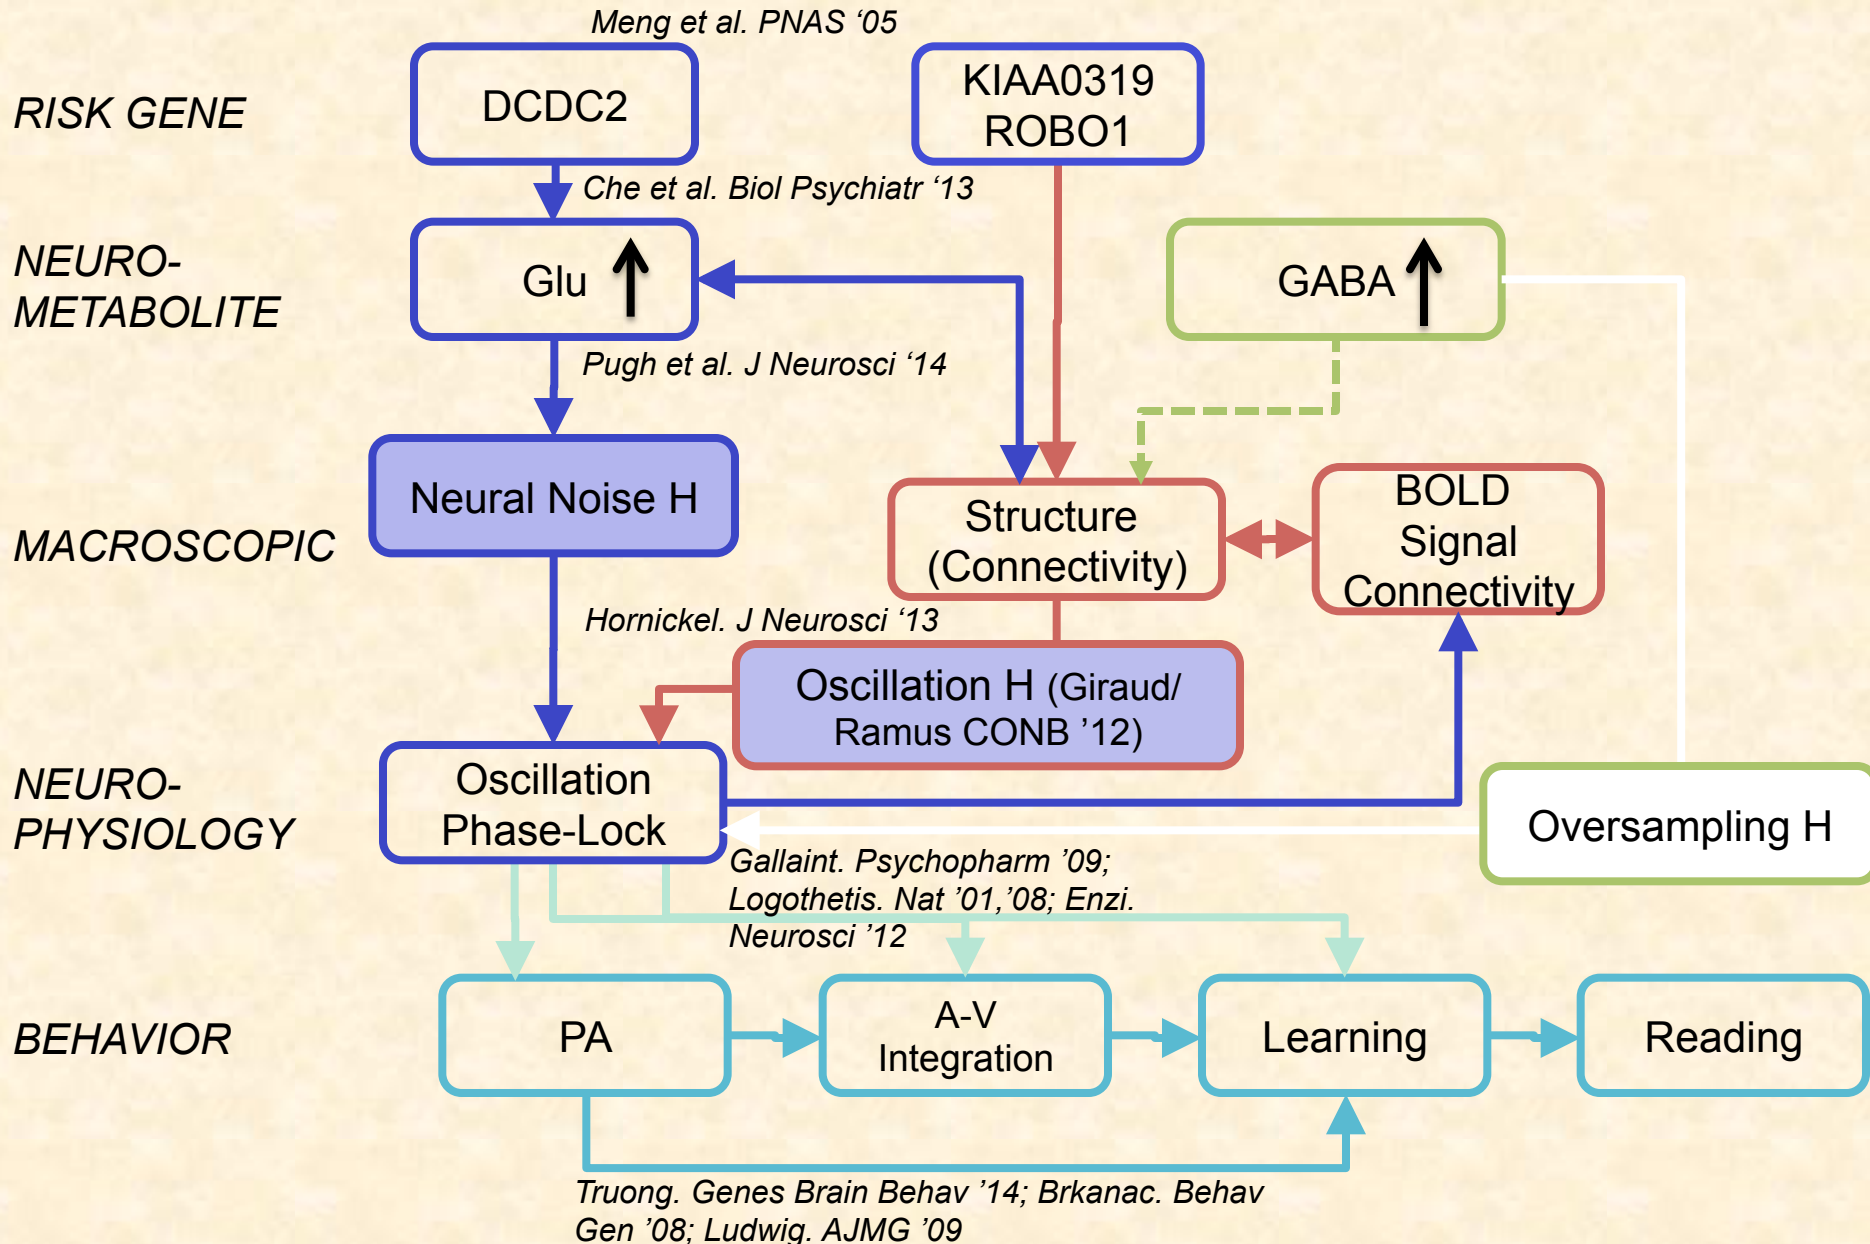 Meng et al. PNAS ‘05
RISK GENE
DCDC2
KIAA0319
ROBO1
Che et al. Biol Psychiatr ‘13
NEURO-
METABOLITE
Glu
GABA
Pugh et al. J Neurosci ‘14
MACROSCOPIC
Neural Noise H
Structure
(Connectivity)
BOLD
Signal
Connectivity
Hornickel. J Neurosci ‘13
Oscillation H (Giraud/
Ramus CONB ’12)
NEURO-
PHYSIOLOGY
Oscillation
Phase-Lock
Oversampling H
Gallaint. Psychopharm ’09;
Logothetis. Nat ’01,’08; Enzi.
Neurosci ’12
BEHAVIOR
PA
A-V
Integration
Learning
Reading
Truong. Genes Brain Behav ’14; Brkanac. Behav
Gen ’08; Ludwig. AJMG ’09